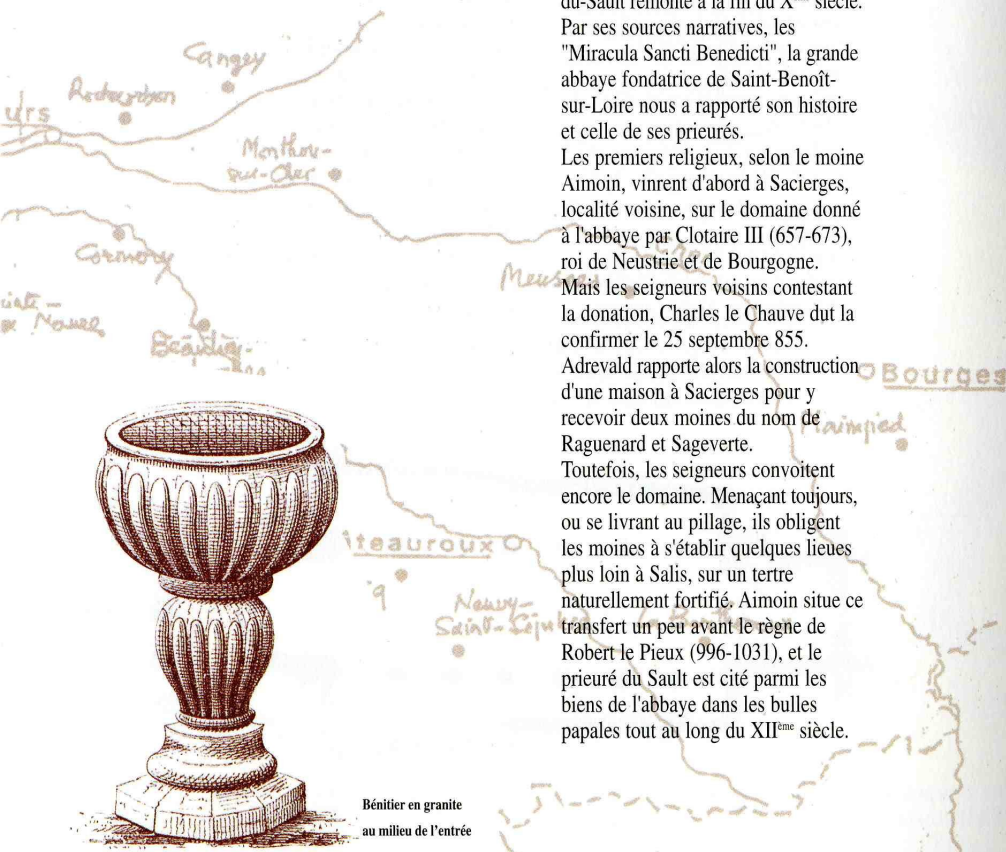 du-Sault remonte à la fin du Xème siècle.
Par ses sources narratives, les
"Miracula Sancti Benedicti", la grande
abbaye fondatrice de Saint-Benoît-
sur-Loire nous a rapporté son histoire
et celle de ses prieurés.
Les premiers religieux, selon le moine
Aimoin, vinrent d'abord à Sacierges,
localité voisine, sur le domaine donné
à l'abbaye par Clotaire III (657-673),
roi de Neustrie et de Bourgogne.
Mais les seigneurs voisins contestant
la donation, Charles le Chauve dut la
confirmer le 25 septembre 855.
Adrevald rapporte alors la construction
d'une maison à Sacierges pour y
recevoir deux moines du nom de
Raguenard et Sageverte.
Toutefois, les seigneurs convoitent
encore le domaine. Menaçant toujours,
ou se livrant au pillage, ils obligent
les moines à s'établir quelques lieues
plus loin à Salis, sur un tertre
naturellement fortifié. Aimoin situe ce
transfert un peu avant le règne de
Robert le Pieux (996-1031), et le
prieuré du Sault est cité parmi les
biens de l'abbaye dans les bulles
papales tout au long du XIIème siècle.
Cangey
urs
Monthou-
sur-Cher
Cormery
Bourges
Plaimpied
iteauroux
Neuvy-
Bénitier en granite
au milieu de l'entrée